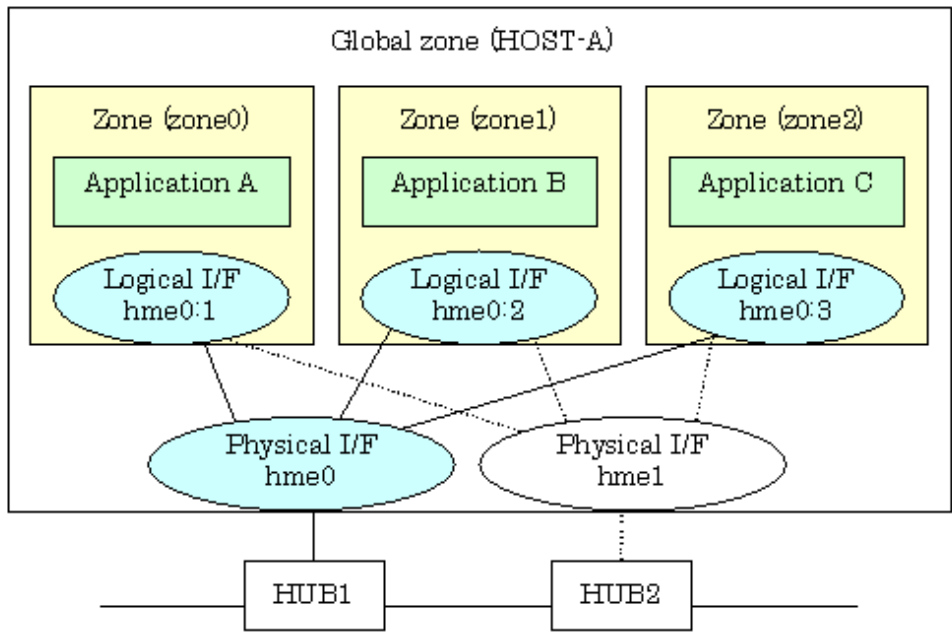 Global zone (HOST-A)
Zone (zone0)
Zone (zone1)
Zone (zone2)
Application A
Application B
Application C
Logical I/F
hme0:1
Logical I/F
hme0:2
Logical I/F
hme0:3
Physical I/F
hme0
Physical I/F
hme1
HUB1
HUB2